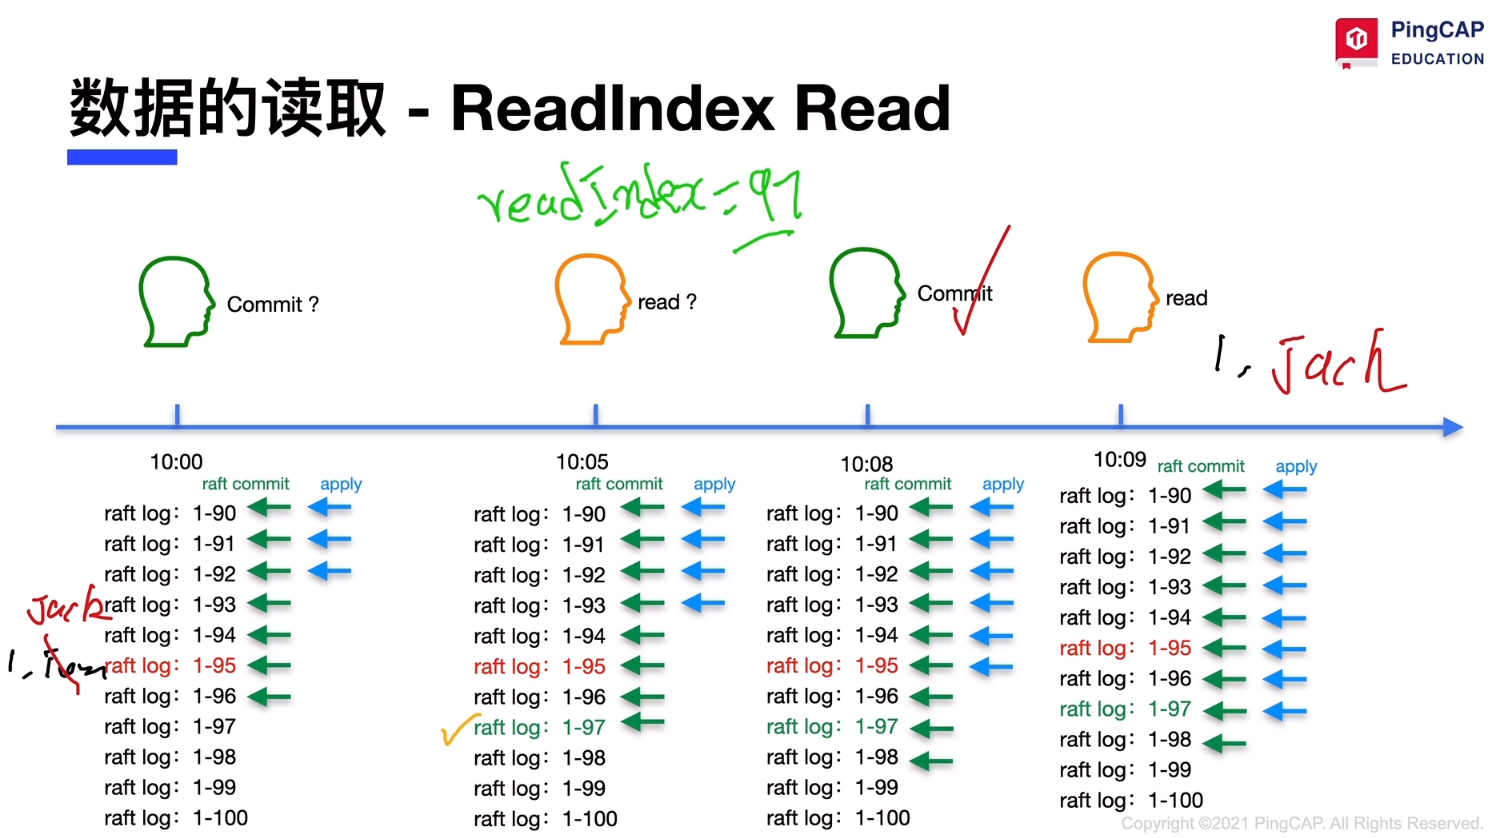 PingCAP
EDUCATION
数据的读取 - ReadIndex Read
readIndex = 97
Commit ?
read ?
Commit
read
1, Jack
10:00
raft commit apply
raft log：1-90
raft log：1-91
raft log：1-92
Jack
raft log：1-93
raft log：1-94
1, Tom
raft log：1-95
raft log：1-96
raft log：1-97
raft log：1-98
raft log：1-99
raft log：1-100
10:05
raft commit apply
raft log：1-90
raft log：1-91
raft log：1-92
raft log：1-93
raft log：1-94
raft log：1-95
raft log：1-96
raft log：1-97
raft log：1-98
raft log：1-99
raft log：1-100
10:08
raft commit apply
raft log：1-90
raft log：1-91
raft log：1-92
raft log：1-93
raft log：1-94
raft log：1-95
raft log：1-96
raft log：1-97
raft log：1-98
raft log：1-99
raft log：1-100
10:09
raft commit apply
raft log：1-90
raft log：1-91
raft log：1-92
raft log：1-93
raft log：1-94
raft log：1-95
raft log：1-96
raft log：1-97
raft log：1-98
raft log：1-99
raft log：1-100
Copyright ©2021 PingCAP. All Rights Reserved.